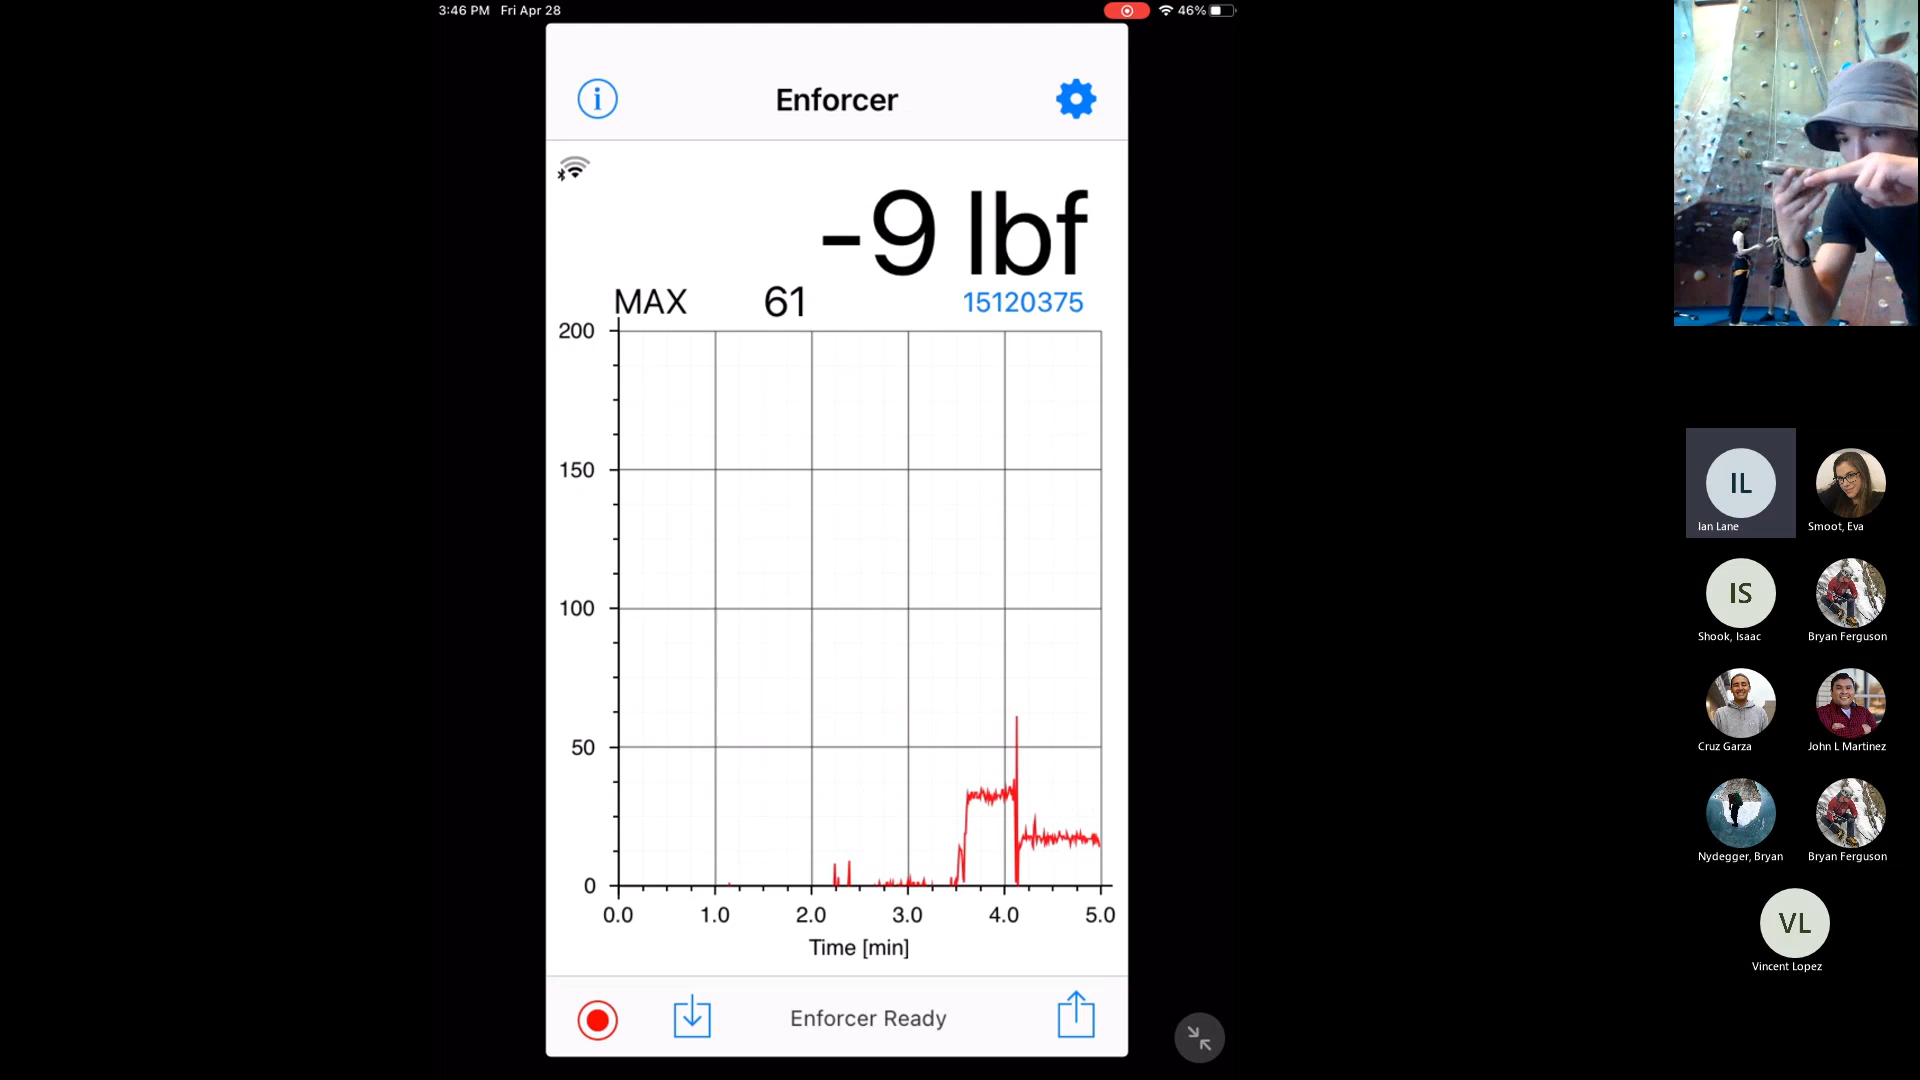 3:46 PM Fri Apr 28
46%
Enforcer
-9 lbf
MAX 61 15120375
200
150
100
50
0
0.0 1.0 2.0 3.0 4.0 5.0
Time [min]
Enforcer Ready
IL
Ian Lane
Smoot, Eva
IS
Shook, Isaac
Bryan Ferguson
Cruz Garza
John L Martinez
Nydegger, Bryan
Bryan Ferguson
VL
Vincent Lopez